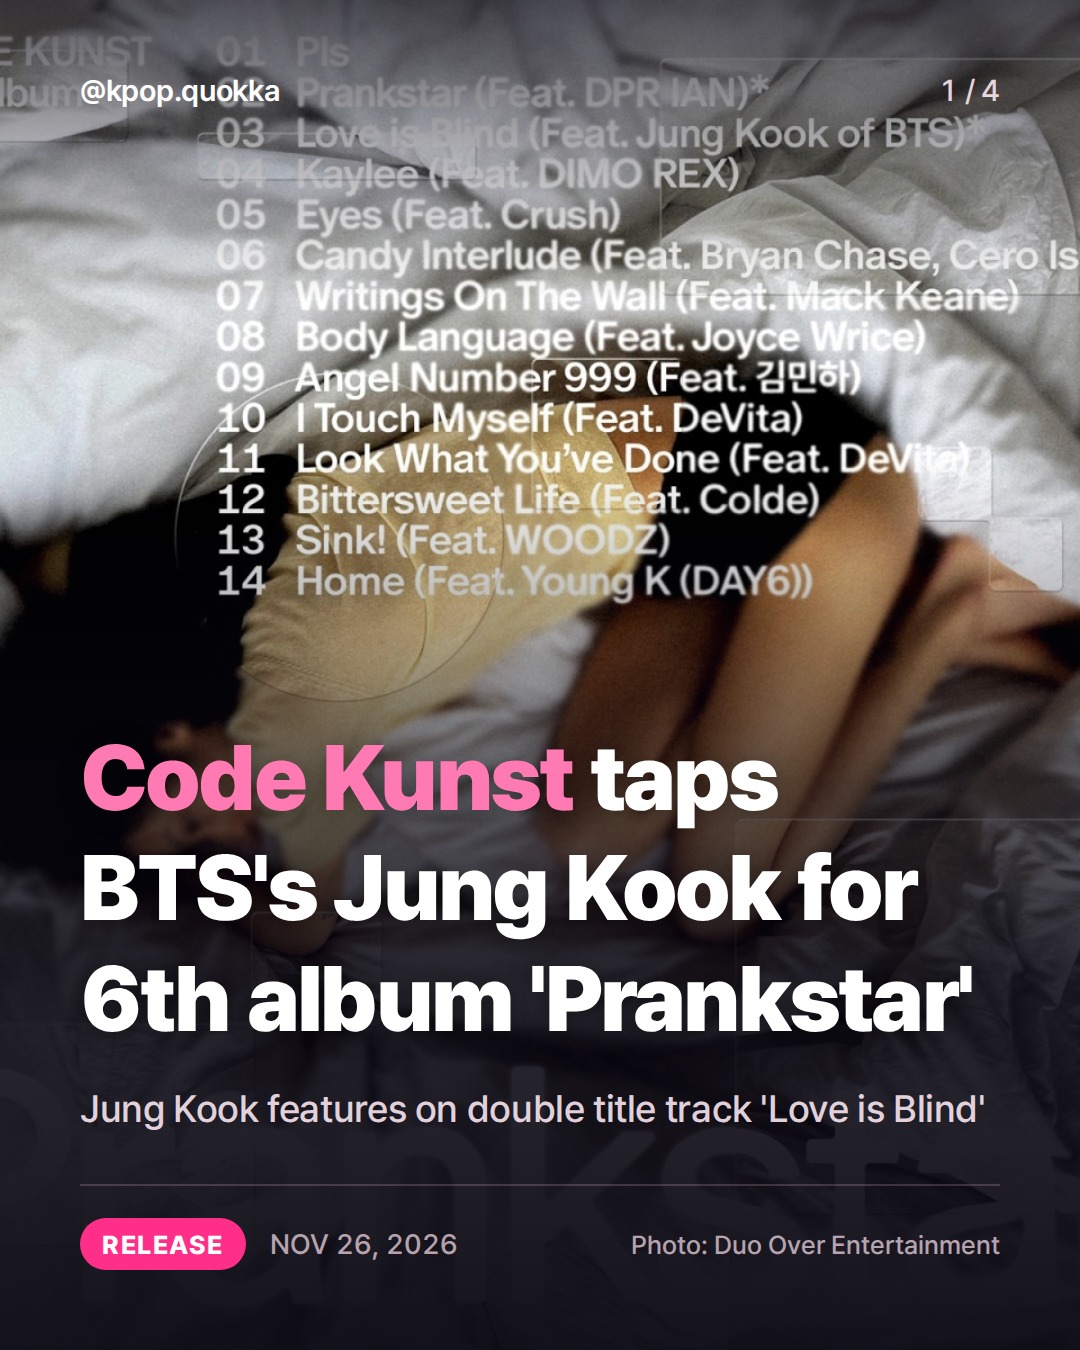 E KUNST
lbum
@kpop.quokka
1 / 4
01 Pls
02 Prankstar (Feat. DPR IAN)*
03 Love is Blind (Feat. Jung Kook of BTS)*
04 Kaylee (Feat. DIMO REX)
05 Eyes (Feat. Crush)
06 Candy Interlude (Feat. Bryan Chase, Cero Is
07 Writings On The Wall (Feat. Mack Keane)
08 Body Language (Feat. Joyce Wrice)
09 Angel Number 999 (Feat. 김민하)
10 I Touch Myself (Feat. DeVita)
11 Look What You’ve Done (Feat. DeVita)
12 Bittersweet Life (Feat. Colde)
13 Sink! (Feat. WOODZ)
14 Home (Feat. Young K (DAY6))
Code Kunst taps
BTS's Jung Kook for
6th album 'Prankstar'
Jung Kook features on double title track 'Love is Blind'
Pranksta
RELEASE NOV 26, 2026
Photo: Duo Over Entertainment